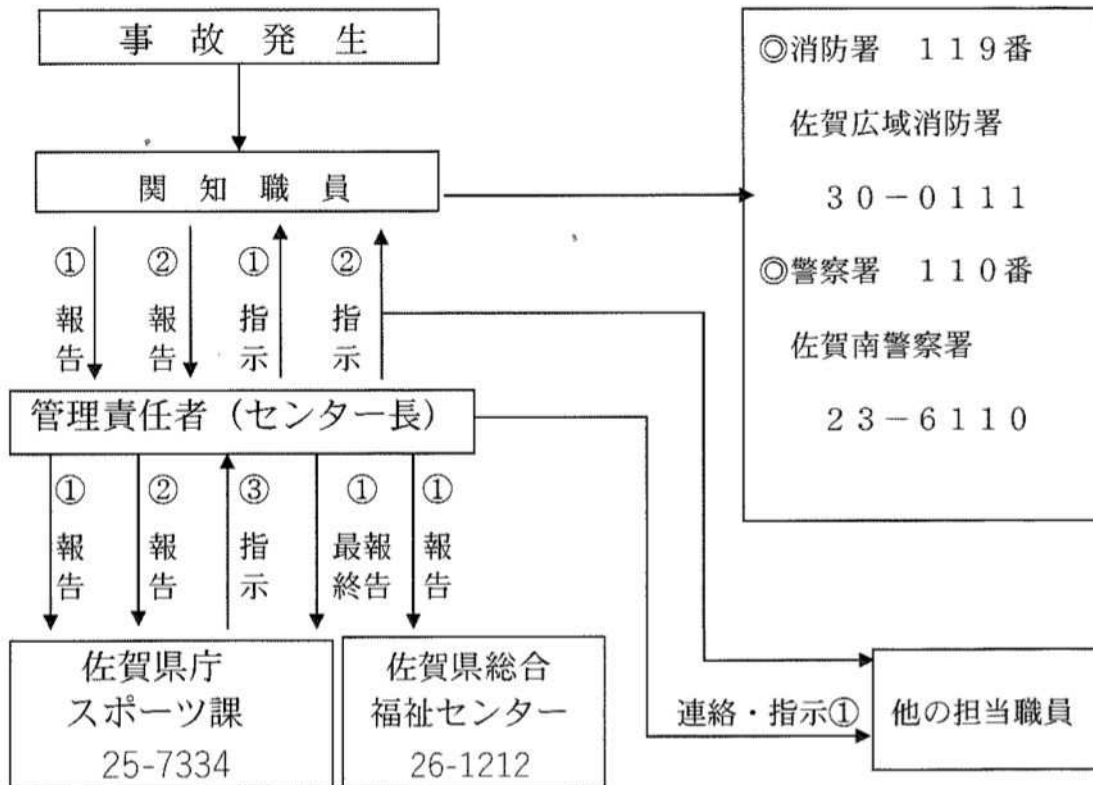 事故発生
関知職員
◎消防署　１１９番
佐賀広域消防署
３０－０１１１
◎警察署　１１０番
佐賀南警察署
２３－６１１０
①報告
②報告
①指示
②指示
管理責任者（センター長）
①報告
②報告
③指示
①最終報告
①報告
佐賀県庁
スポーツ課
25-7334
佐賀県総合
福祉センター
26-1212
連絡・指示①
他の担当職員